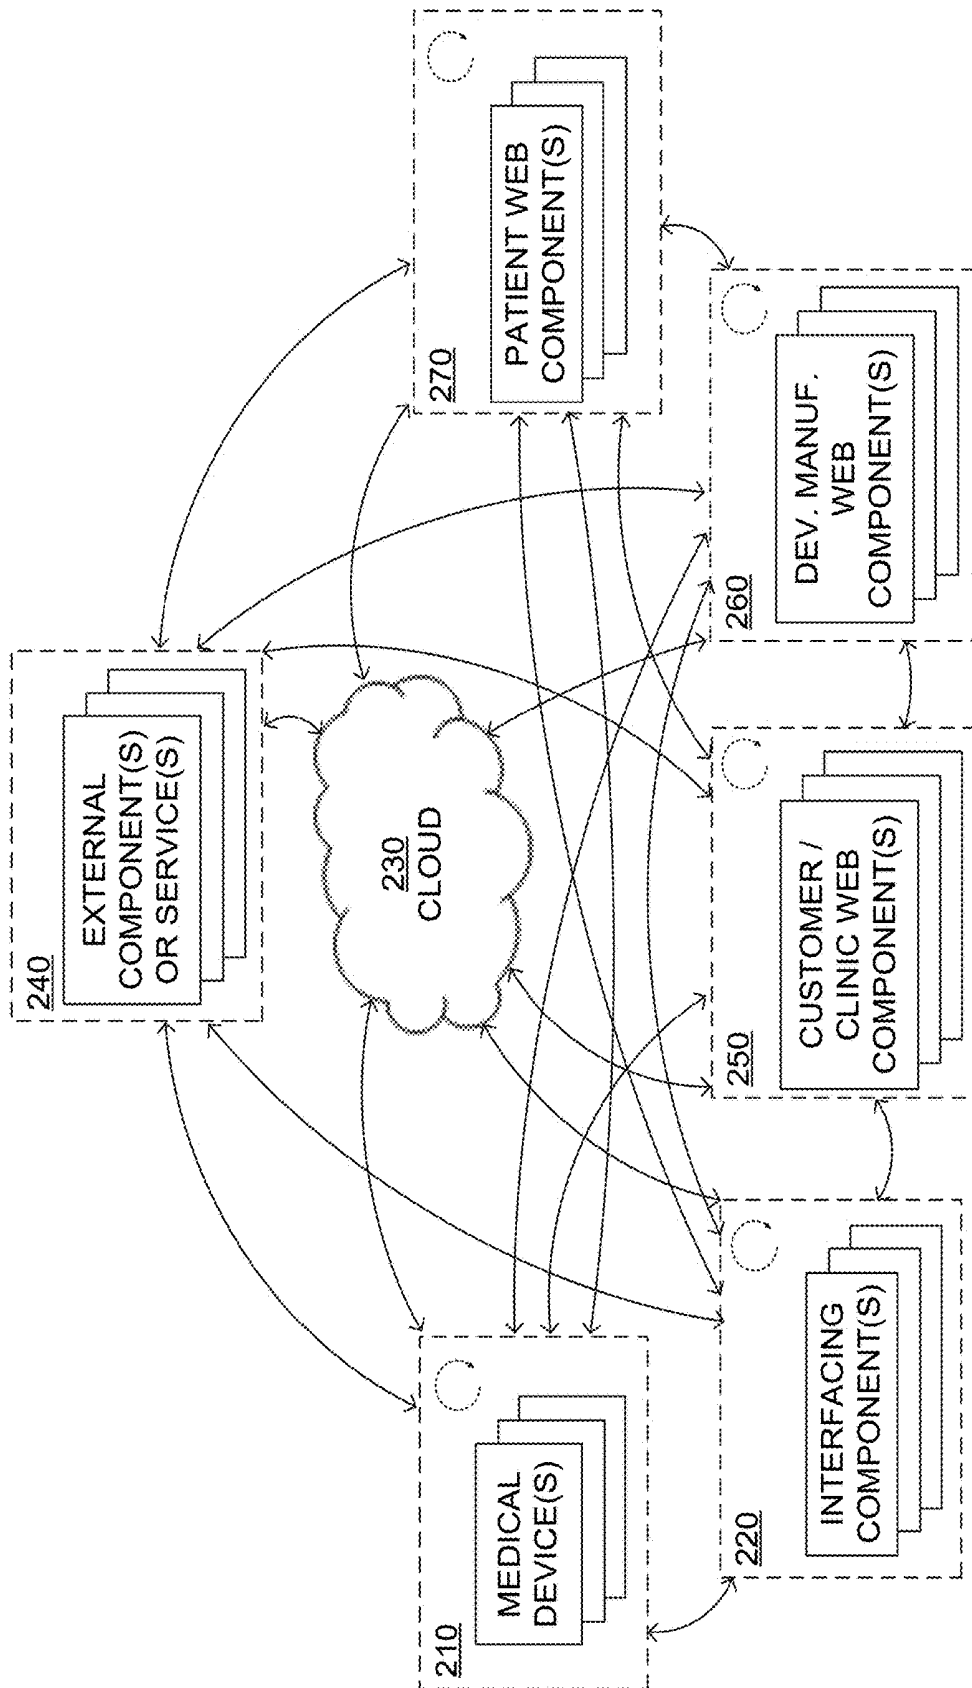 240
EXTERNAL
COMPONENT(S)
OR SERVICE(S)
210
MEDICAL
DEVICE(S)
230
CLOUD
270
PATIENT WEB
COMPONENT(S)
220
INTERFACING
COMPONENT(S)
250
CUSTOMER /
CLINIC WEB
COMPONENT(S)
260
DEV. MANUF.
WEB
COMPONENT(S)